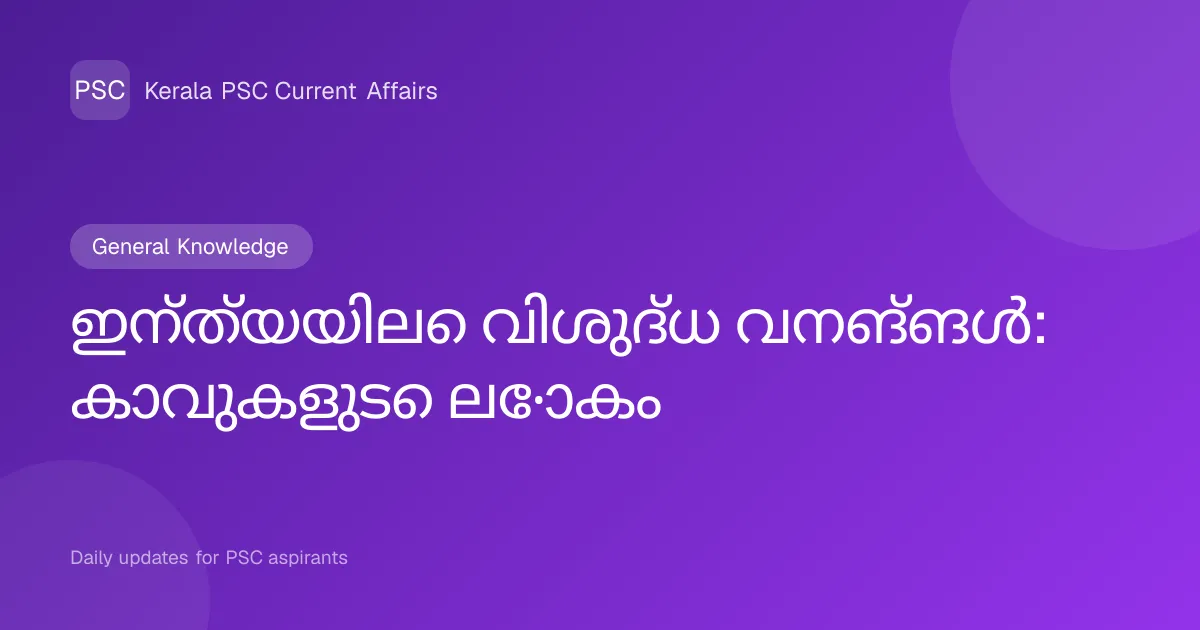 PSC Kerala PSC Current Affairs
General Knowledge
ഇന്ത്യയിലെ വിശുദ്ധ വനങ്ങൾ:
കാവുകളുടെ ലോകം
Daily updates for PSC aspirants